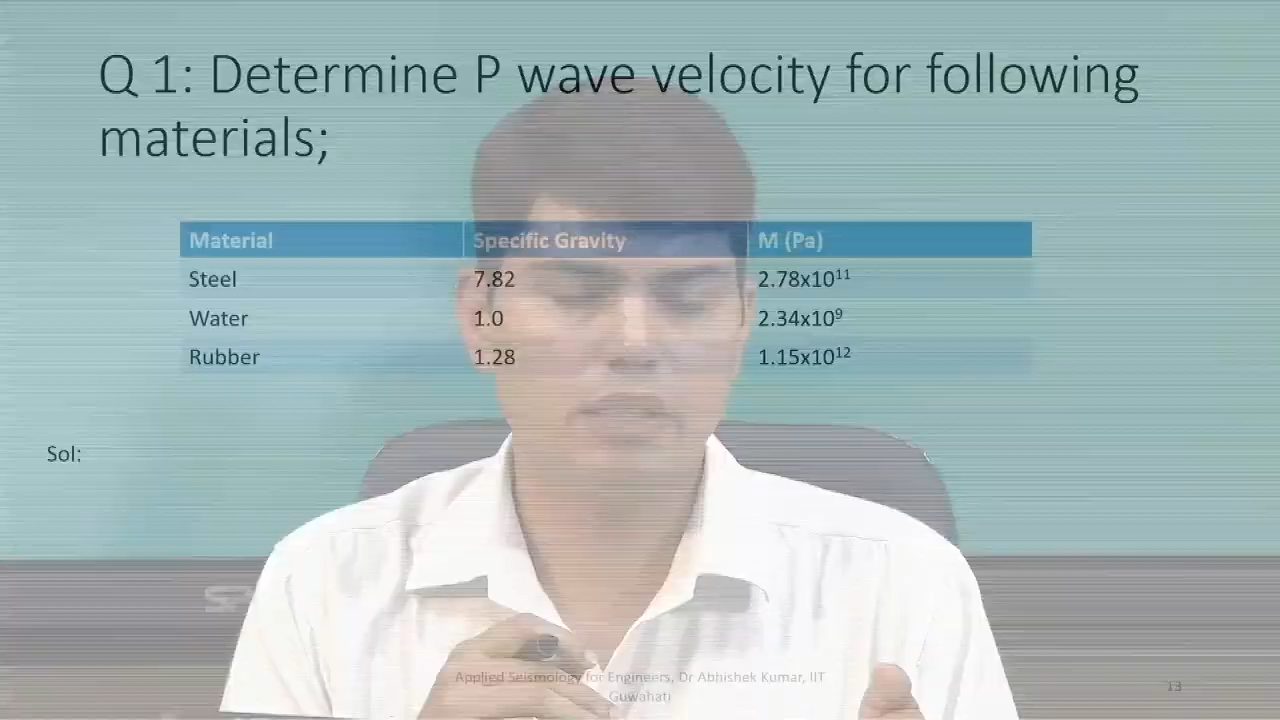 Q 1: Determine P wave velocity for following
materials;
Material Specific Gravity M (Pa)
Steel 7.82 2.78x10¹¹
Water 1.0 2.34x10⁹
Rubber 1.28 1.15x10¹²
Sol:
Applied Seismology for Engineers, Dr Abhishek Kumar, IIT
Guwahati
13